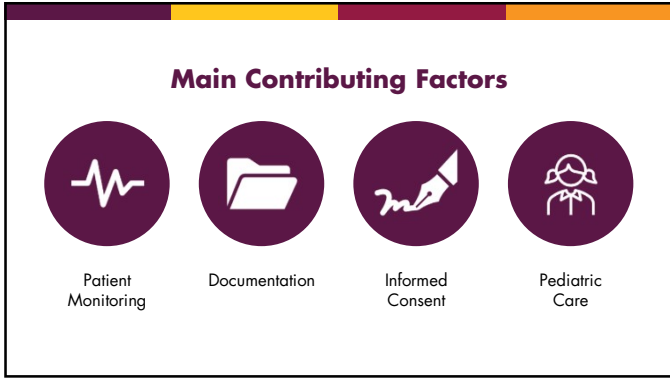 Main Contributing Factors
Patient
Monitoring
Documentation
Informed
Consent
Pediatric
Care